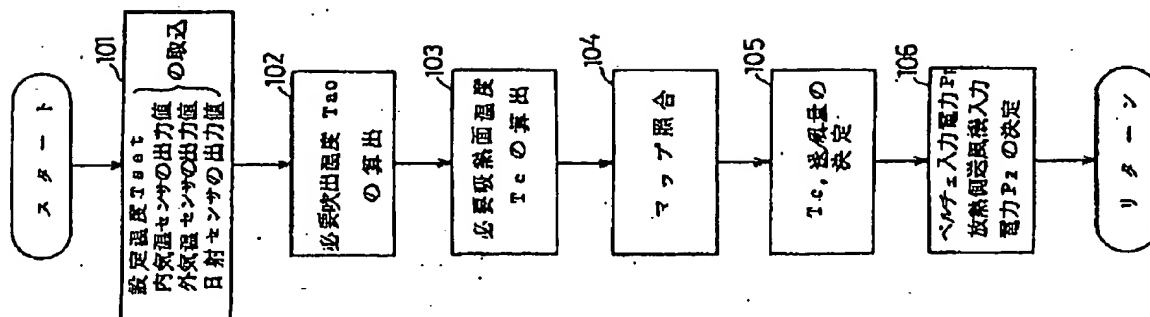 スタート
101
設定温度Tset
内気温センサの出力値
外気温センサの出力値
日射センサの出力値
の取込
102
必要吹出温度 Tao
の算出
103
必要吸熱面温度
Tcの算出
104
マップ照合
105
Tc,送風量の
決定
106
ペルチェ入力電力P1
放熱側送風機入力
電力P2の決定
リターン